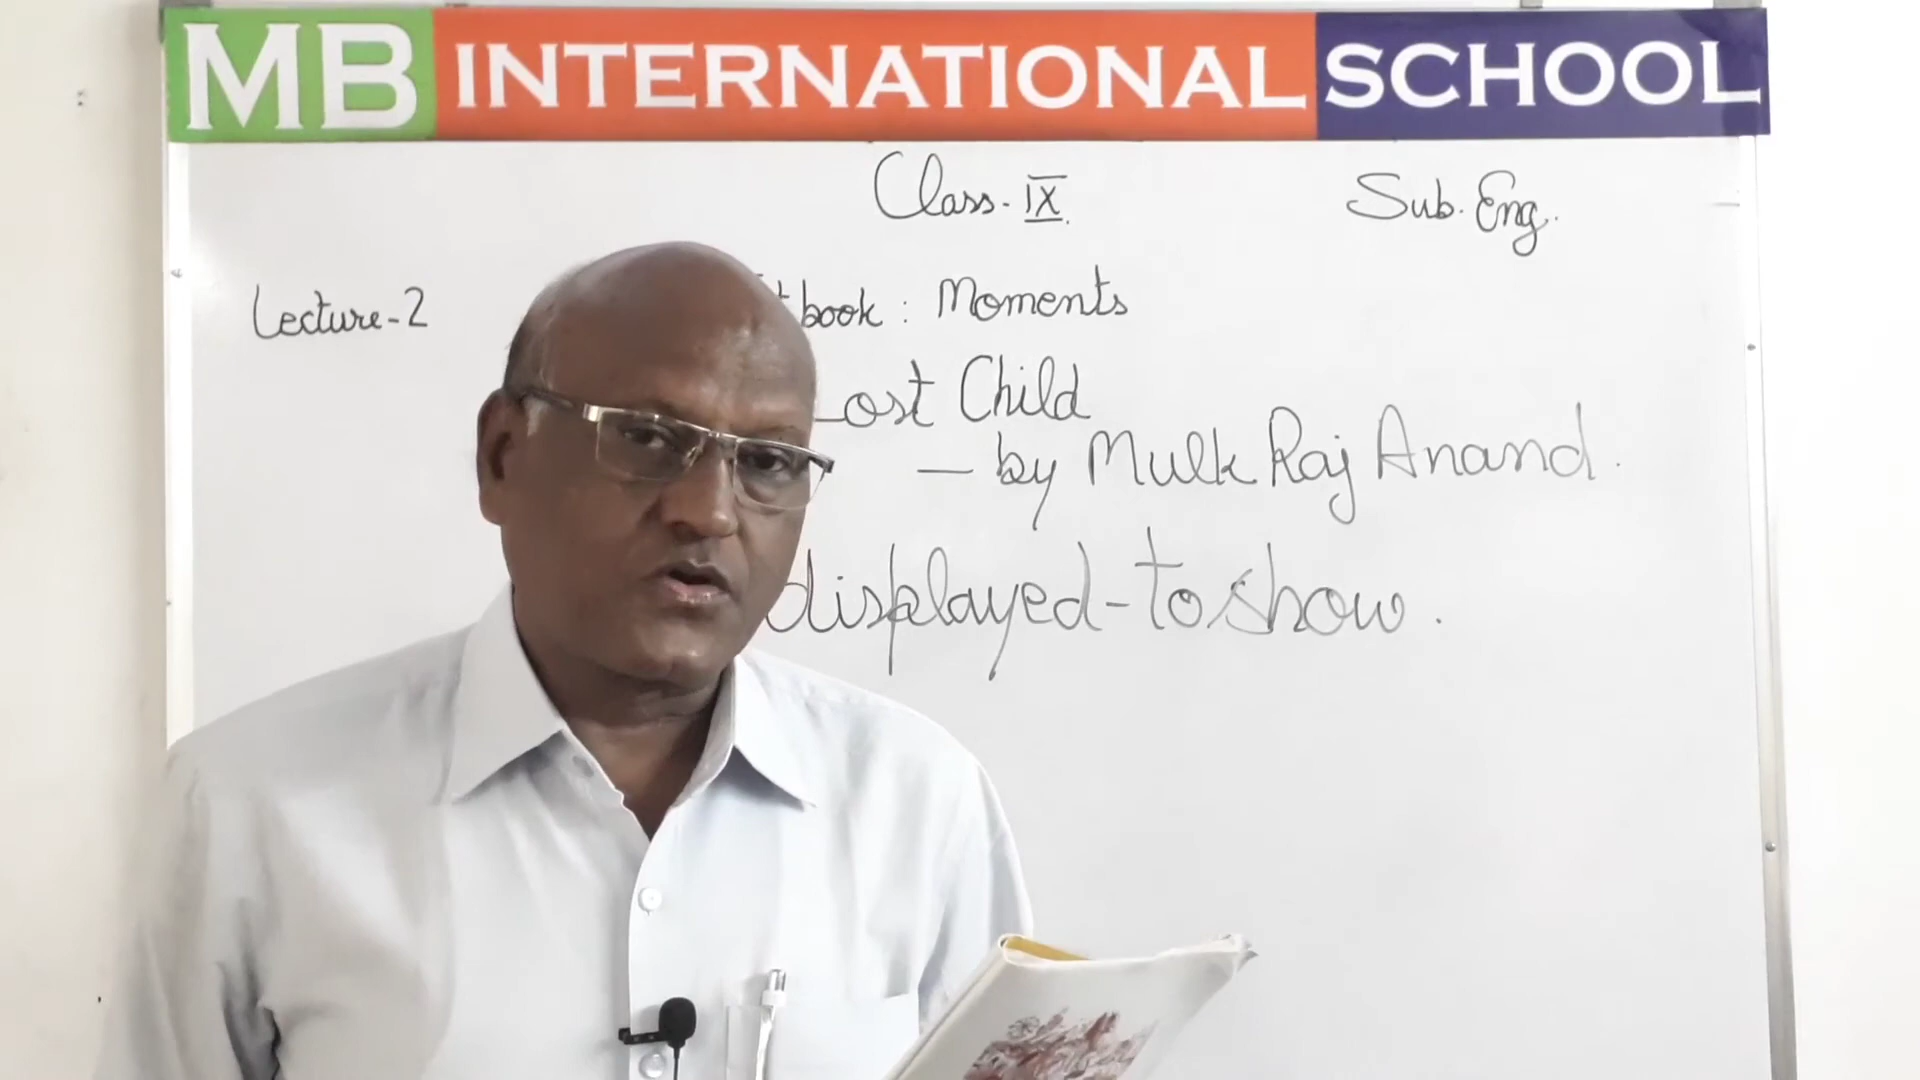 MB INTERNATIONAL SCHOOL
Class-IX. Sub. Eng.
Lecture-2 book : Moments
Lost Child
- by Mulk Raj Anand.
displayed-to show.